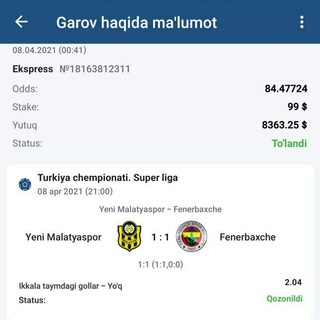 Garov haqida ma'lumot
08.04.2021 (00:41)
Ekspress №18163812311
Odds: 84.47724
Stake: 99 $
Yutuq 8363.25 $
Status: To'landi
Turkiya chempionati. Super liga
08 apr 2021 (21:00)
Yeni Malatyaspor - Fenerbaxche
Yeni Malatyaspor 1 : 1 Fenerbaxche
1:1 (1:1,0:0)
2.04
Ikkala taymdagi gollar - Yo'q
Status: Qozonildi